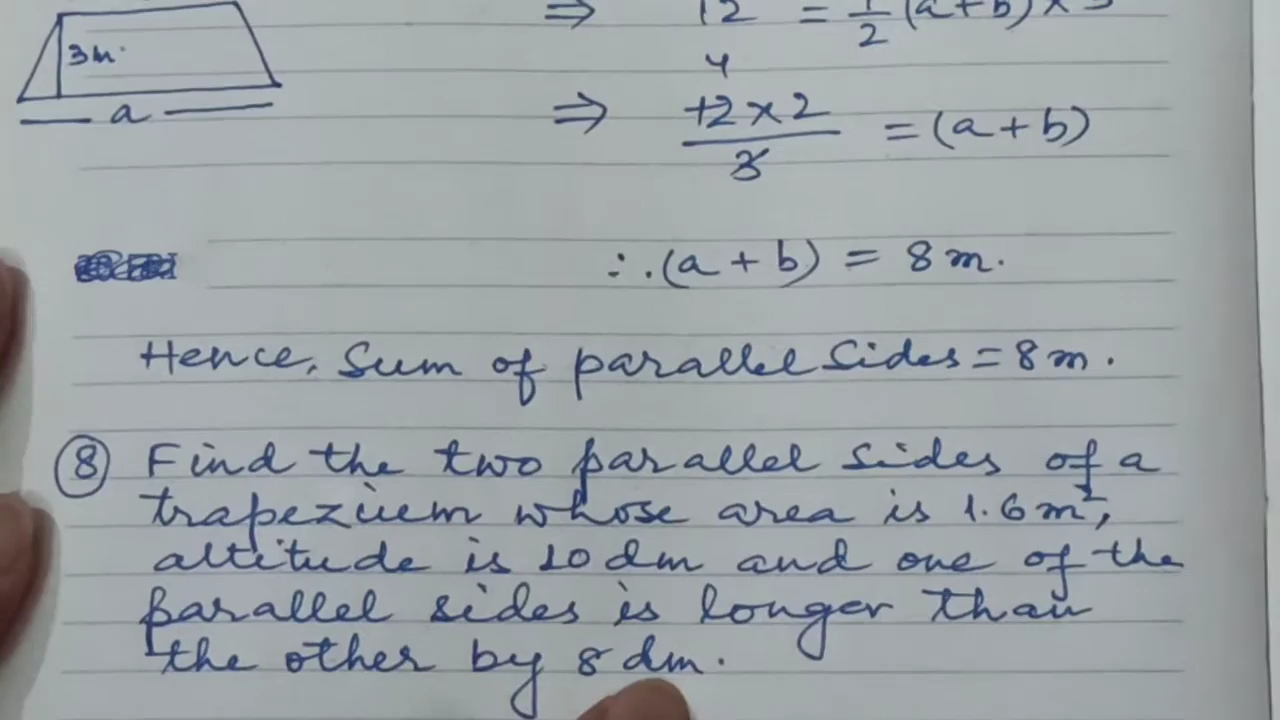 ⇒ 12 = 1/2 (a+b) × 3
3m.
a
4
⇒ 12 × 2 / 3 = (a + b)
∴ (a + b) = 8 m.
Hence, Sum of parallel Sides = 8 m.
⑧ Find the two parallel sides of a
trapezium whose area is 1.6 m²,
altitude is 10 dm and one of the
parallel sides is longer than
the other by 8 dm.